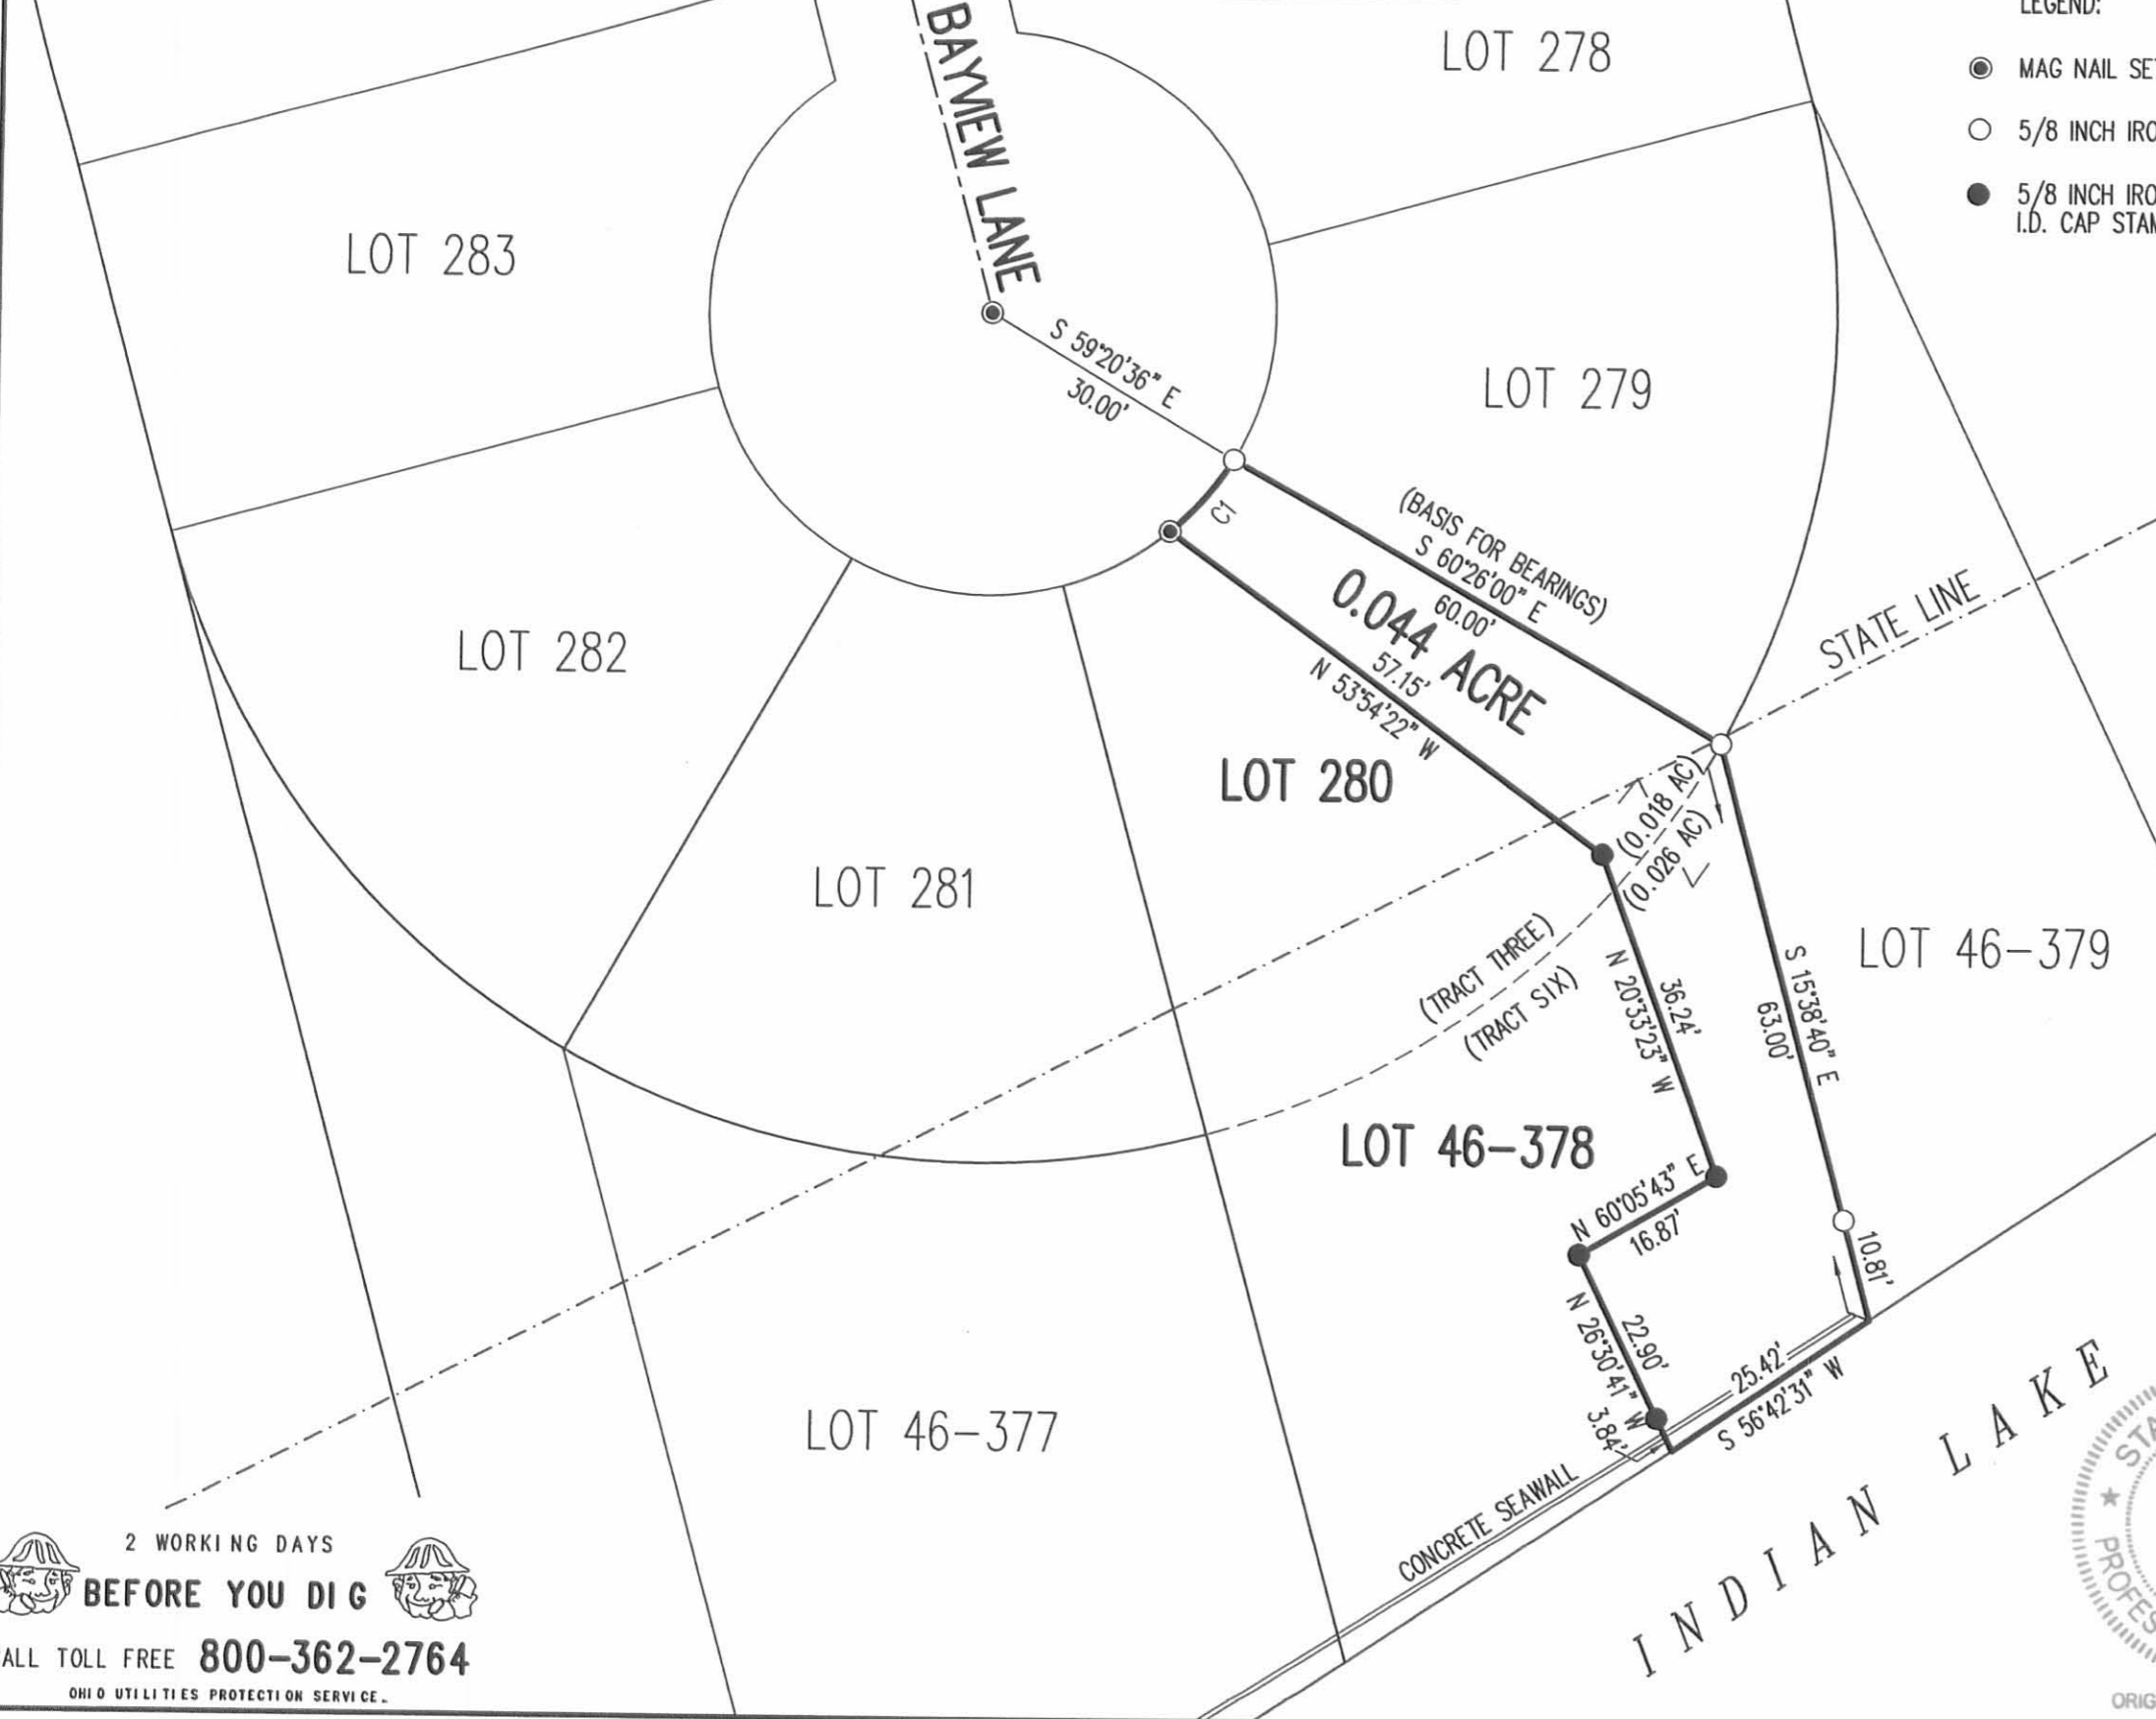 LEGEND:
MAG NAIL
5/8 INCH
5/8 INCH
I.D. CAP
BAYVIEW LANE
LOT 278
LOT 283
S 59°20'36" E
30.00'
LOT 279
C1
(BASIS FOR BEARINGS)
S 60°26'00" E
60.00'
0.044 ACRE
57.15'
N 53°54'22" W
STATE LINE
LOT 282
LOT 280
(0.018 AC)
(0.026 AC)
LOT 281
(TRACT THREE)
(TRACT SIX)
LOT 46-379
N 20°33'23" W
36.24'
S 15°38'40" E
63.00'
LOT 46-378
N 60°05'43" E
16.87'
10.81'
N 26°30'41" W
22.90'
3.84'
25.42'
S 56°42'31" W
LOT 46-377
CONCRETE SEAWALL
INDIAN LAKE
2 WORKING DAYS
BEFORE YOU DIG
ALL TOLL FREE 800-362-2764
OHIO UTILITIES PROTECTION SERVICE.
STA
PROFES
ORIG